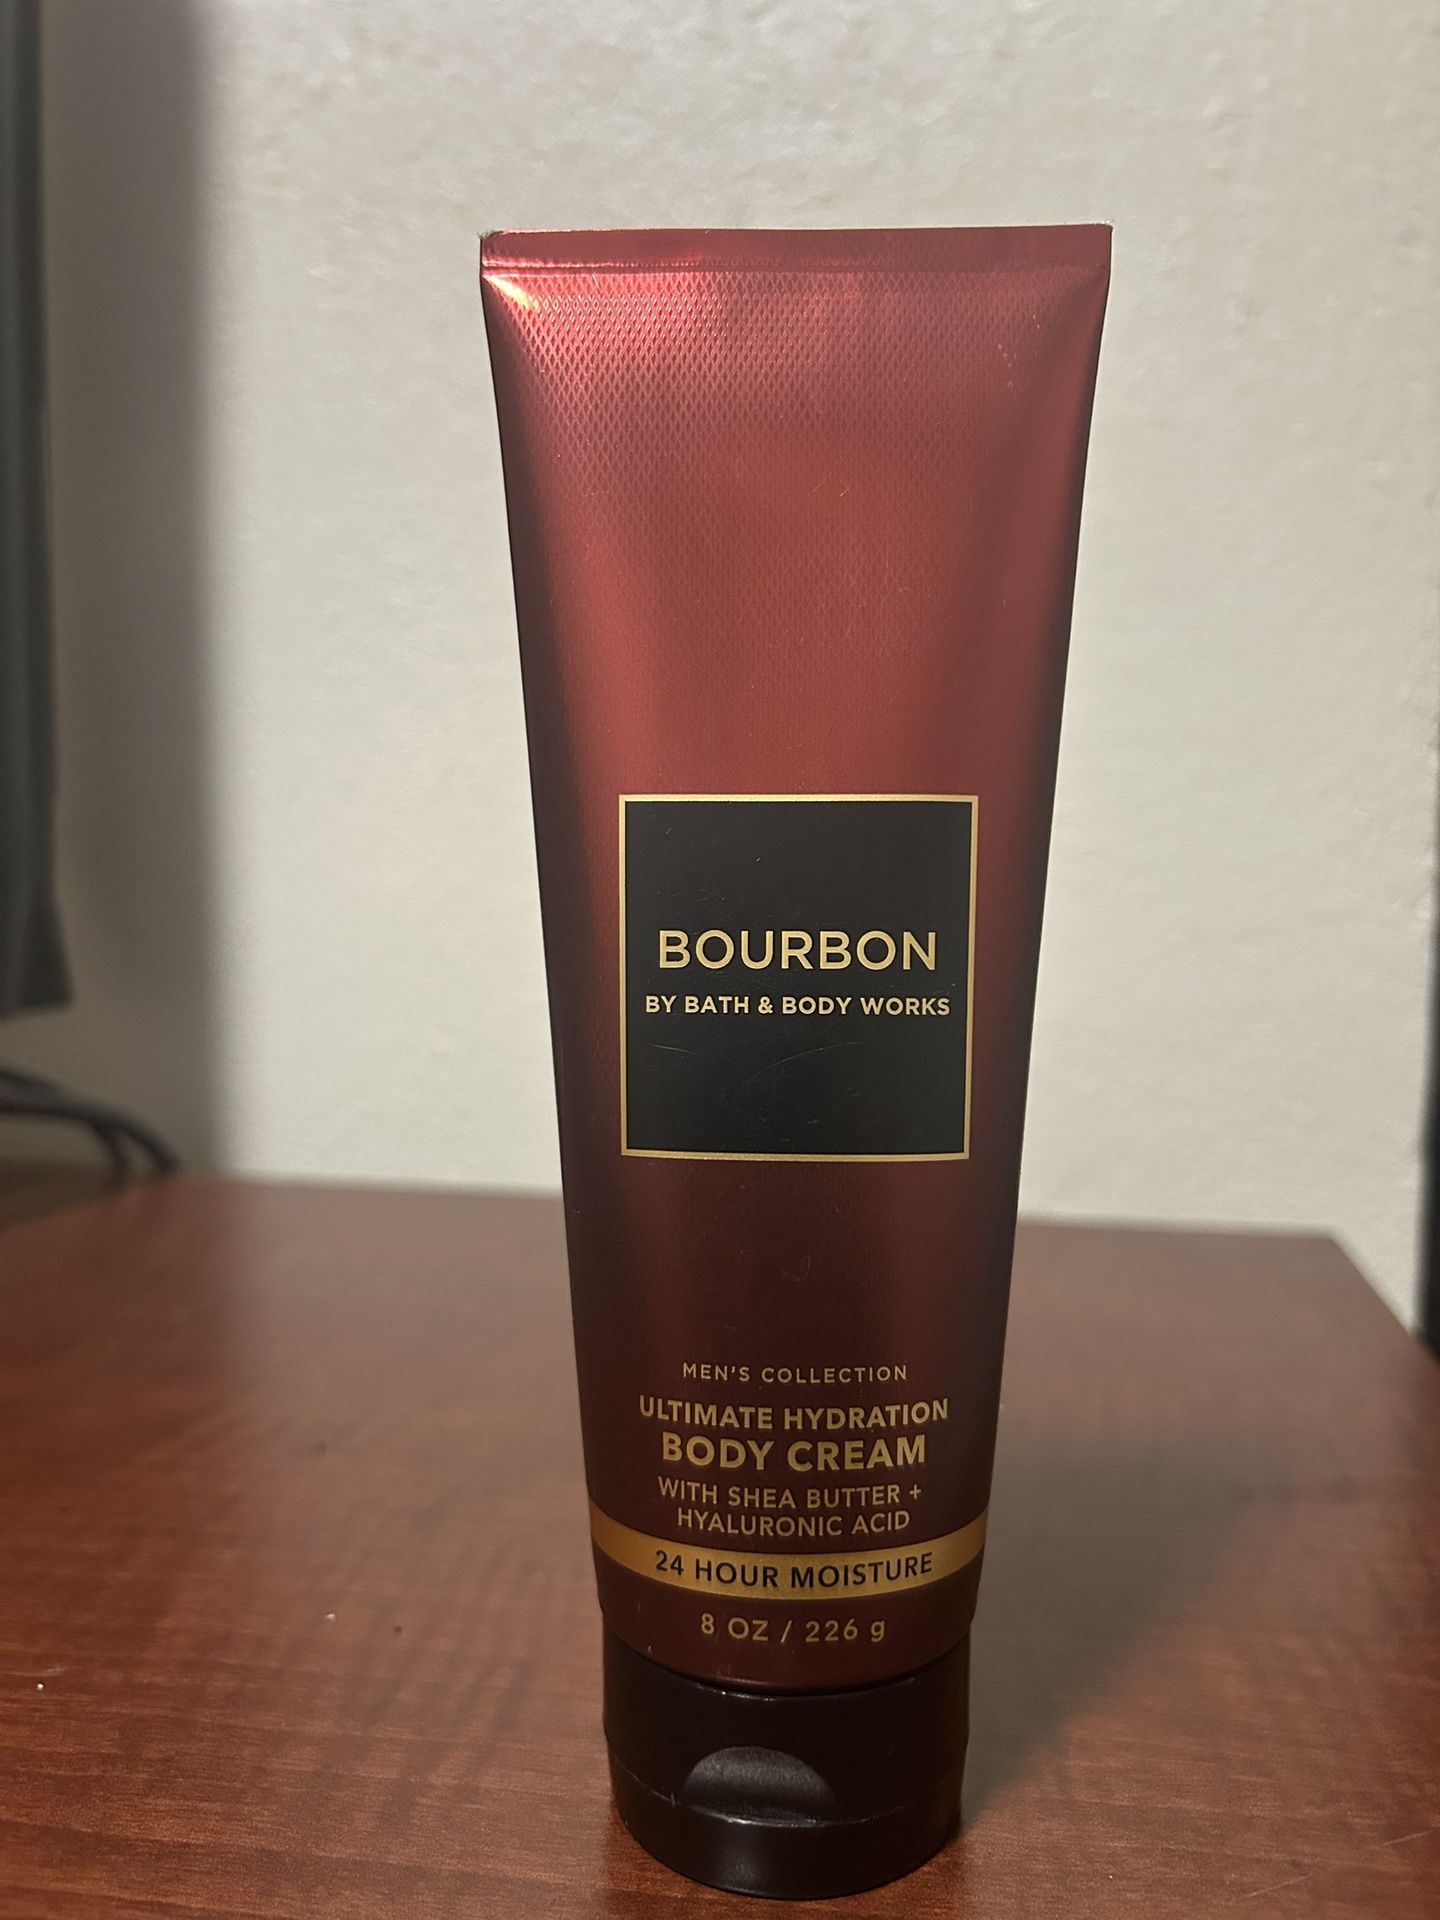 BOURBON
BY BATH & BODY WORKS
MEN'S COLLECTION
ULTIMATE HYDRATION
BODY CREAM
WITH SHEA BUTTER +
HYALURONIC ACID
24 HOUR MOISTURE
8 OZ / 226 g